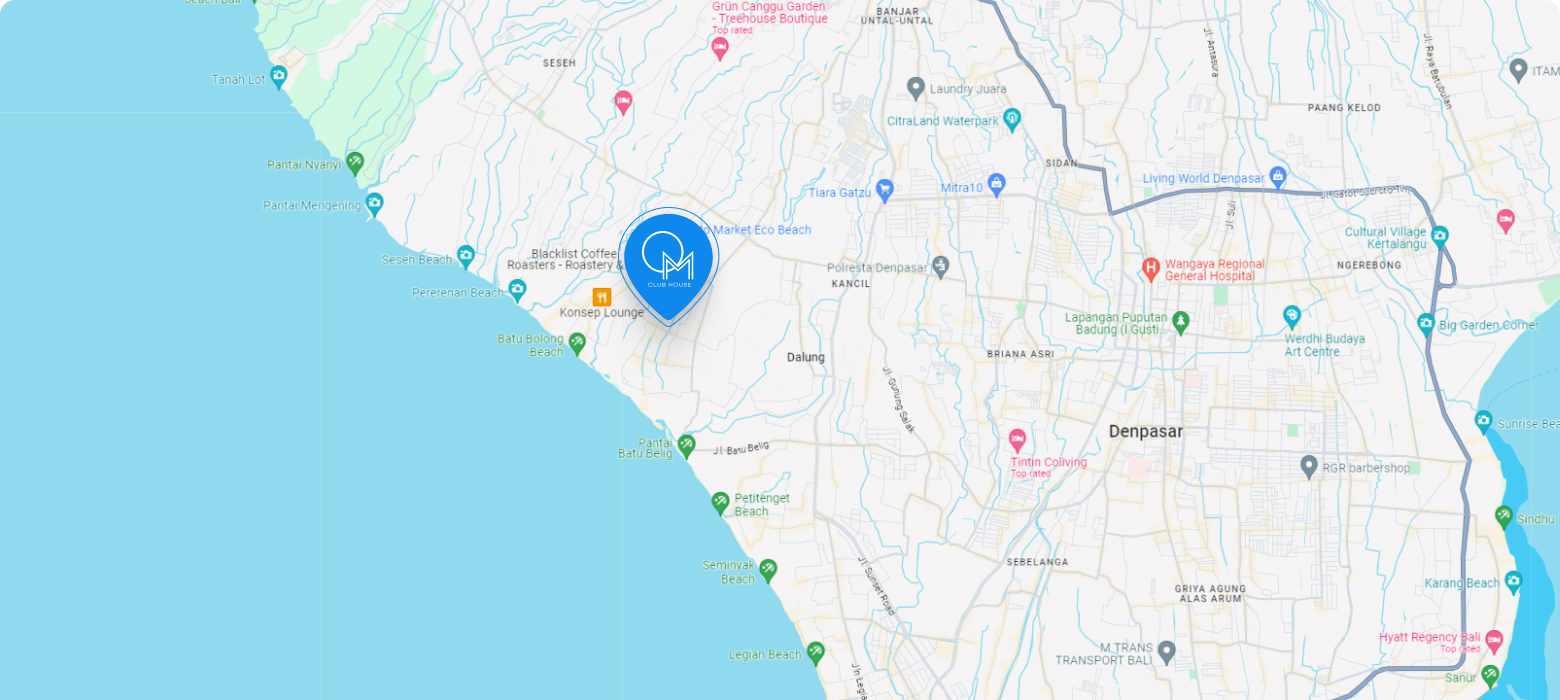 Beach Bali
Grün Canggu Garden
- Treehouse Boutique
Top rated
BANJAR
UNTAL-UNTAL
Jl. Antasura
Jl. Raya Batubulan
SESEH
Tanah Lot
ITAM
Laundry Juara
PAANG KELOD
CitraLand Waterpark
SIDAN
Pantai Nyanyi
Living World Denpasar
Jl. Gatot Subroto Tim
Tiara Gatzu
Mitra10
Pantai Mengening
Jl. Suli
Market Eco Beach
Cultural Village
Kertalangu
Blacklist Coffee
Roasters - Roastery &
OM
CLUB HOUSE
Seseh Beach
Polresta Denpasar
KANCIL
Wangaya Regional
General Hospital
NGEREBONG
Pererenan Beach
Konsep Lounge
Lapangan Puputan
Badung (I Gusti...
Big Garden Corner
Batu Bolong
Beach
Werdhi Budaya
Art Centre
Dalung
BRIANA ASRI
Jl. Gunung Salak
Denpasar
Sunrise Bea
Pantai
Batu Belig
Jl. Batu Belig
Tintin Coliving
Top rated
RGR barbershop
Petitenget
Beach
Sindhu
Seminyak
Beach
Jl. Sunset Road
SEBELANGA
GRIYA AGUNG
ALAS ARUM
Karang Beach
Legian Beach
M TRANS
TRANSPORT BALI
Hyatt Regency Bali
Top rated
Jln Legia
Sanur